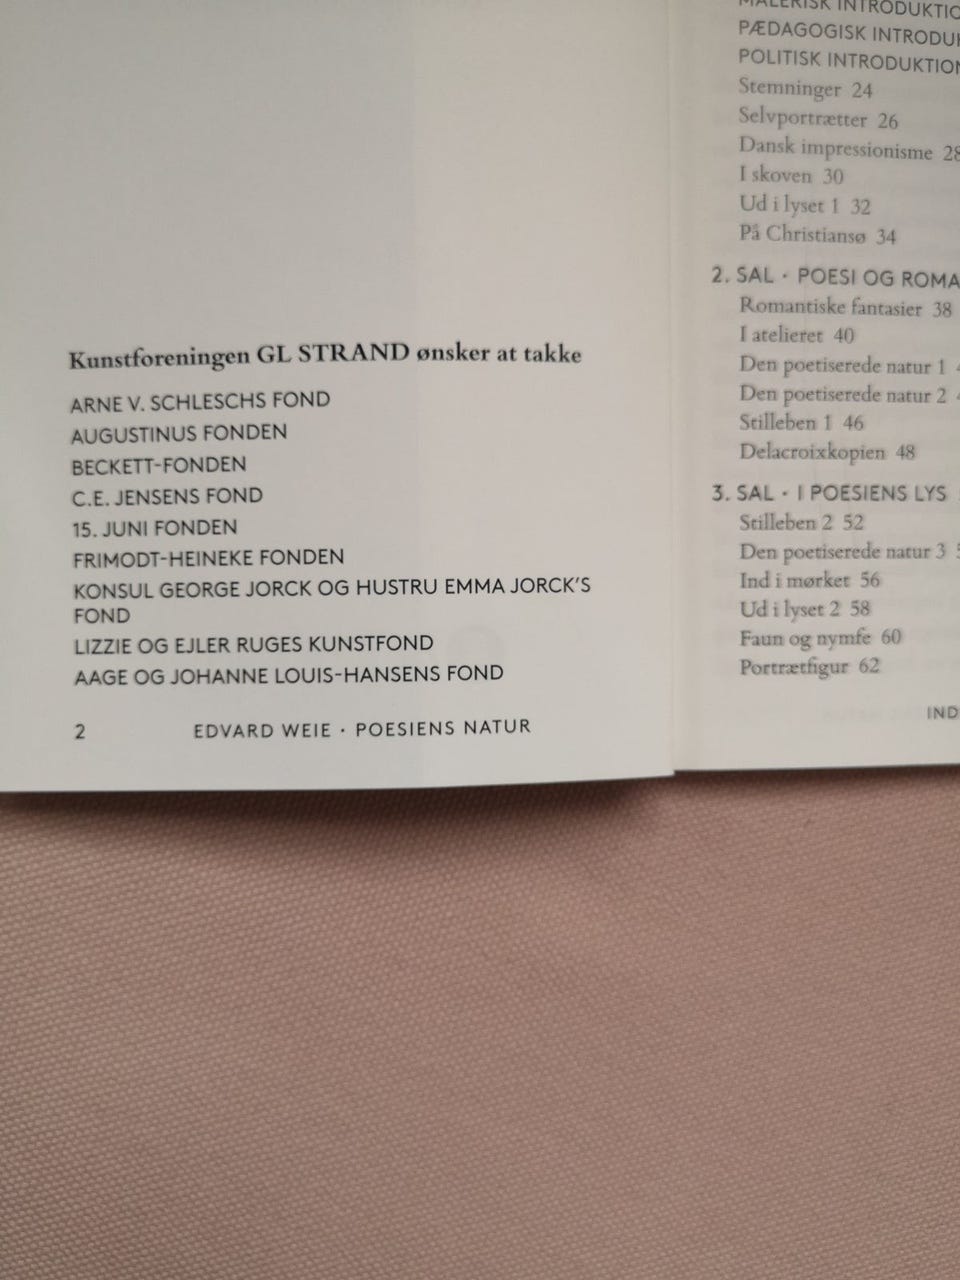 Kunstforeningen GL STRAND ønsker at takke
ARNE V. SCHLESCHS FOND
AUGUSTINUS FONDEN
BECKETT-FONDEN
C.E. JENSENS FOND
15. JUNI FONDEN
FRIMODT-HEINEKE FONDEN
KONSUL GEORGE JORCK OG HUSTRU EMMA JORCK'S
FOND
LIZZIE OG EJLER RUGES KUNSTFOND
AAGE OG JOHANNE LOUIS-HANSENS FOND
2 EDVARD WEIE · POESIENS NATUR
MALERISK
PÆDAGOGISK
POLITISK INTRODUKTION
Stemninger 24
Selvportrætter 26
Dansk impressionisme 28
I skoven 30
Ud i lyset 1 32
På Christiansø 34
2. SAL · POESI OG
Romantiske fantasier 38
I atelieret 40
Den poetiserede natur 1
Den poetiserede natur 2
Stilleben 1 46
Delacroixkopien 48
3. SAL · I POESIENS LYS
Stilleben 2 52
Den poetiserede natur 3
Ind i mørket 56
Ud i lyset 2 58
Faun og nymfe 60
Portrætfigur 62